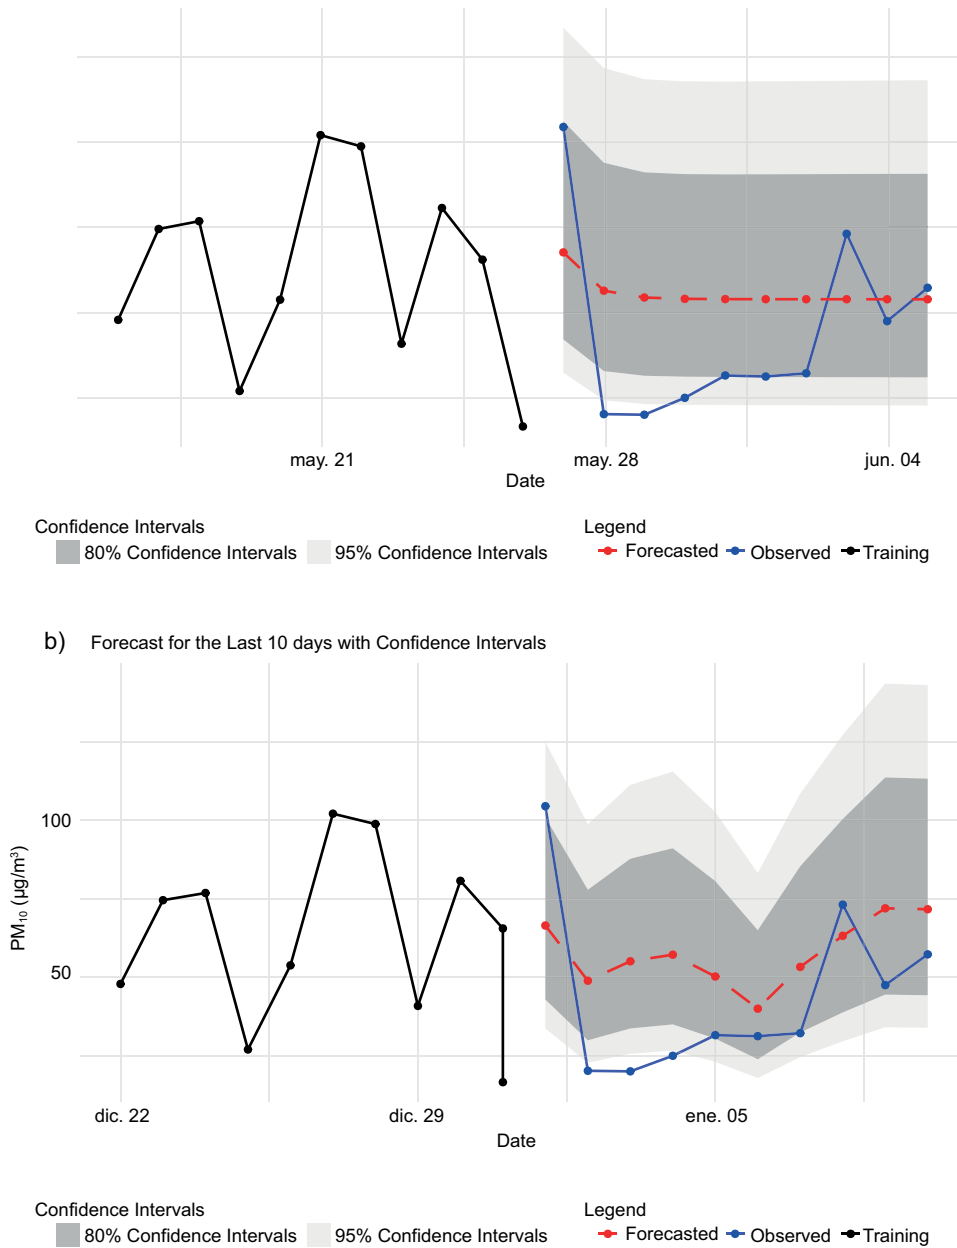 may. 21 may. 28 jun. 04
Date
Confidence Intervals Legend
80% Confidence Intervals 95% Confidence Intervals Forecasted Observed Training
b) Forecast for the Last 10 days with Confidence Intervals
100
PM₁₀ (µg/m³)
50
dic. 22 dic. 29 ene. 05
Date
Confidence Intervals Legend
80% Confidence Intervals 95% Confidence Intervals Forecasted Observed Training